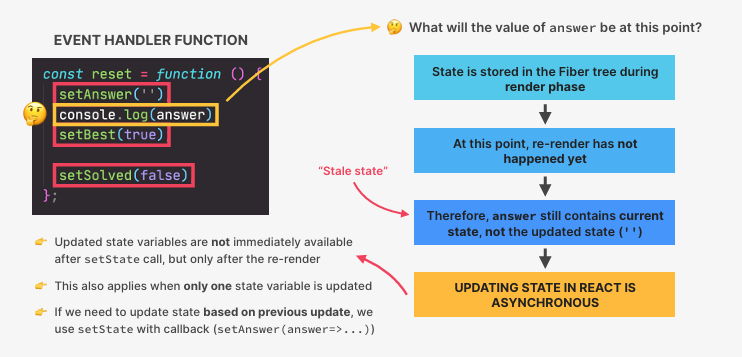 🤔 What will the value of answer be at this point?
EVENT HANDLER FUNCTION
const reset = function () {
setAnswer('')
console.log(answer)
setBest(true)
setSolved(false)
};
State is stored in the Fiber tree during
render phase
At this point, re-render has not
happened yet
"Stale state"
Therefore, answer still contains current
state, not the updated state ('')
UPDATING STATE IN REACT IS
ASYNCHRONOUS
👉 Updated state variables are not immediately available
after setState call, but only after the re-render
👉 This also applies when only one state variable is updated
👉 If we need to update state based on previous update, we
use setState with callback (setAnswer(answer=>...))